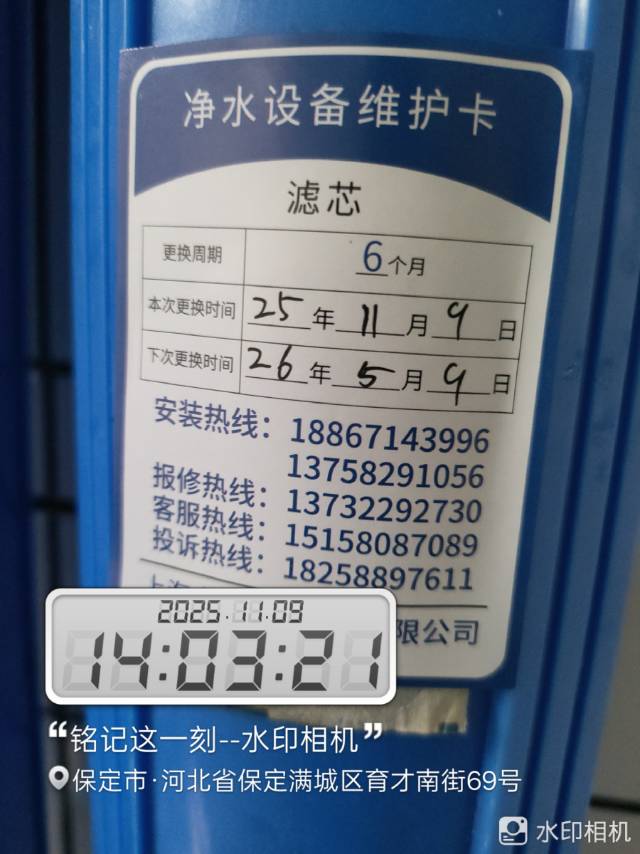 净水设备维护卡
滤芯
更换周期 6个月
本次更换时间 25年11月9日
下次更换时间 26年5月9日
安装热线：18867143996
13758291056
报修热线：13732292730
客服热线：15158087089
投诉热线：18258897611
上海
限公司
2025.11.09
14:03:21
“铭记这一刻--水印相机”
保定市·河北省保定满城区育才南街69号
水印相机